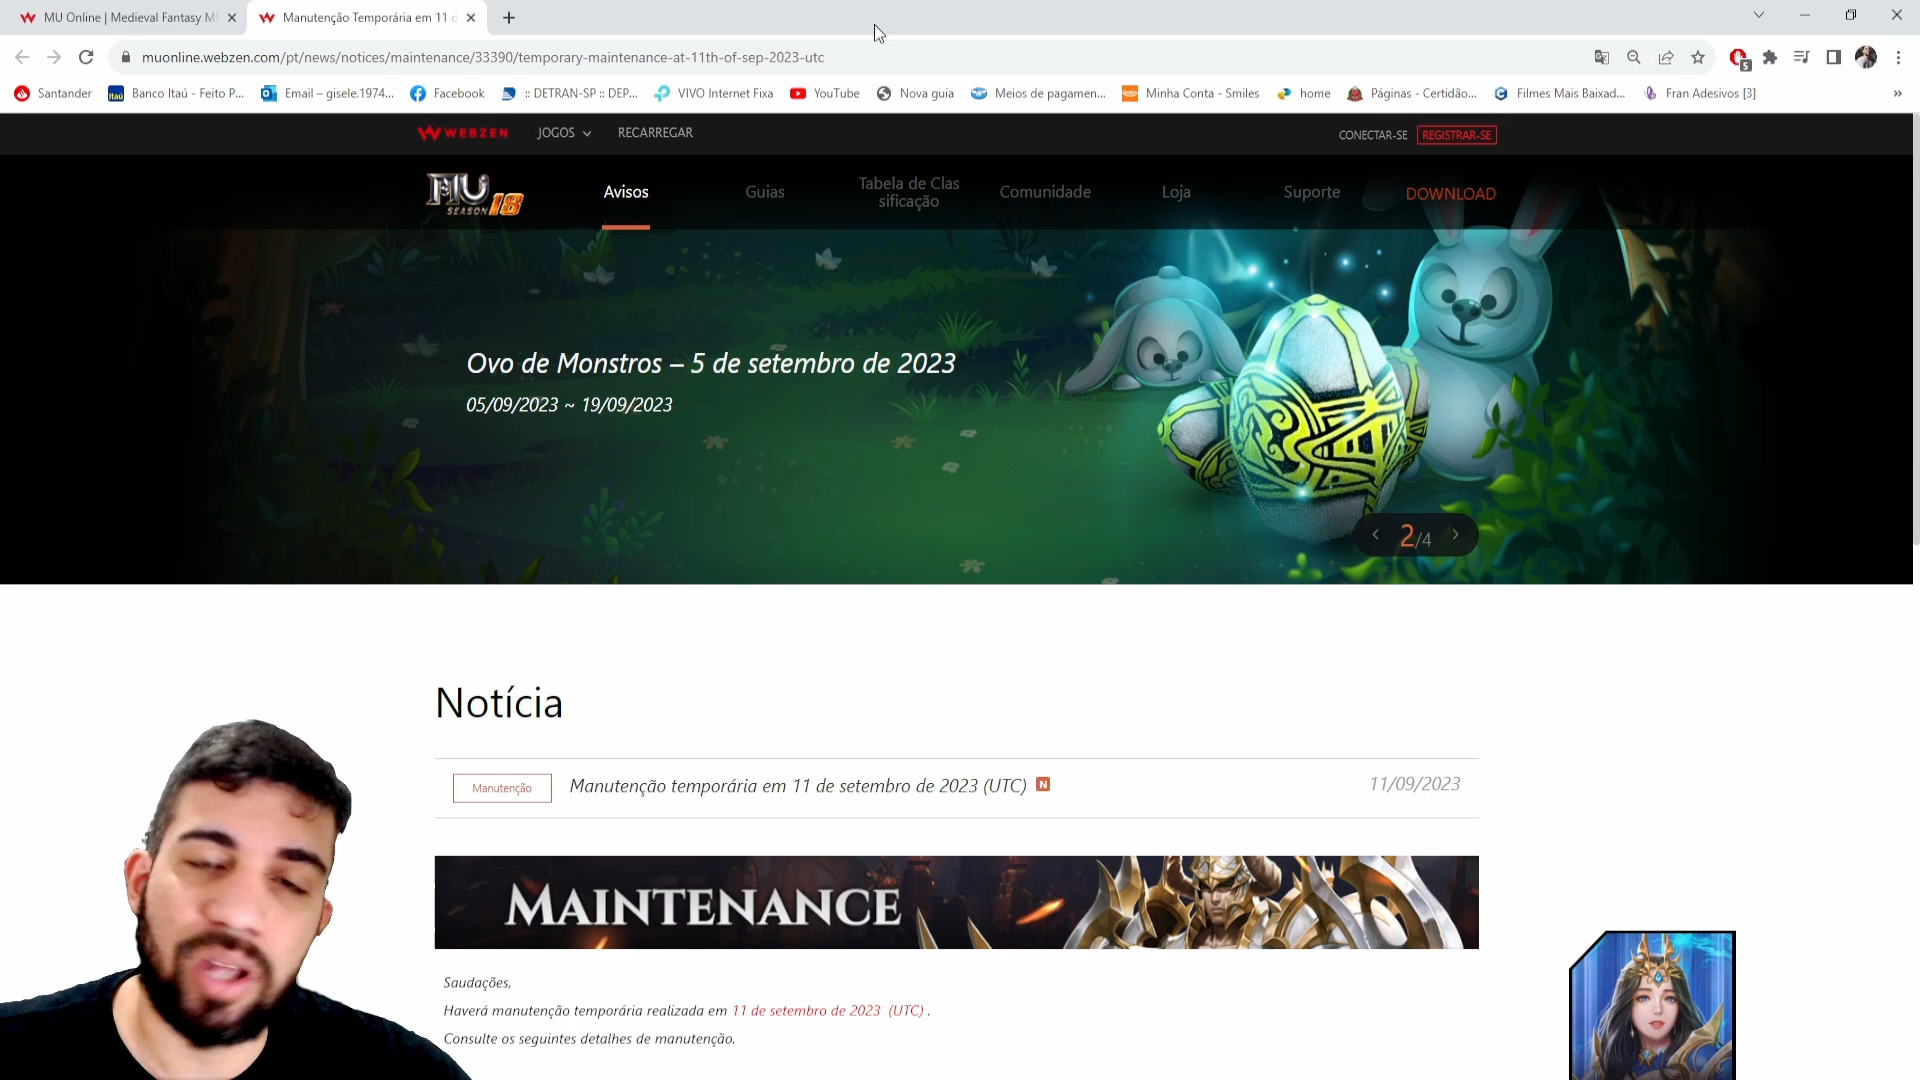 MU Online | Medieval Fantasy M
Manutenção Temporária em 11 d
muonline.webzen.com/pt/news/notices/maintenance/33390/temporary-maintenance-at-11th-of-sep-2023-utc
5
Santander
Itaú
Banco Itaú - Feito P...
Email – gisele.1974...
Facebook
:: DETRAN-SP :: DEP...
VIVO Internet Fixa
YouTube
Nova guia
Meios de pagamen...
Minha Conta - Smiles
home
Páginas - Certidão...
Filmes Mais Baixad...
Fran Adesivos [3]
»
WEBZEN
JOGOS
RECARREGAR
CONECTAR-SE
REGISTRAR-SE
MU
SEASON 18
Avisos
Guias
Tabela de Clas
sificação
Comunidade
Loja
Suporte
DOWNLOAD
Ovo de Monstros – 5 de setembro de 2023
05/09/2023 ~ 19/09/2023
2/4
Notícia
Manutenção
Manutenção temporária em 11 de setembro de 2023 (UTC)
N
11/09/2023
MAINTENANCE
Saudações,
Haverá manutenção temporária realizada em 11 de setembro de 2023 (UTC) .
Consulte os seguintes detalhes de manutenção.